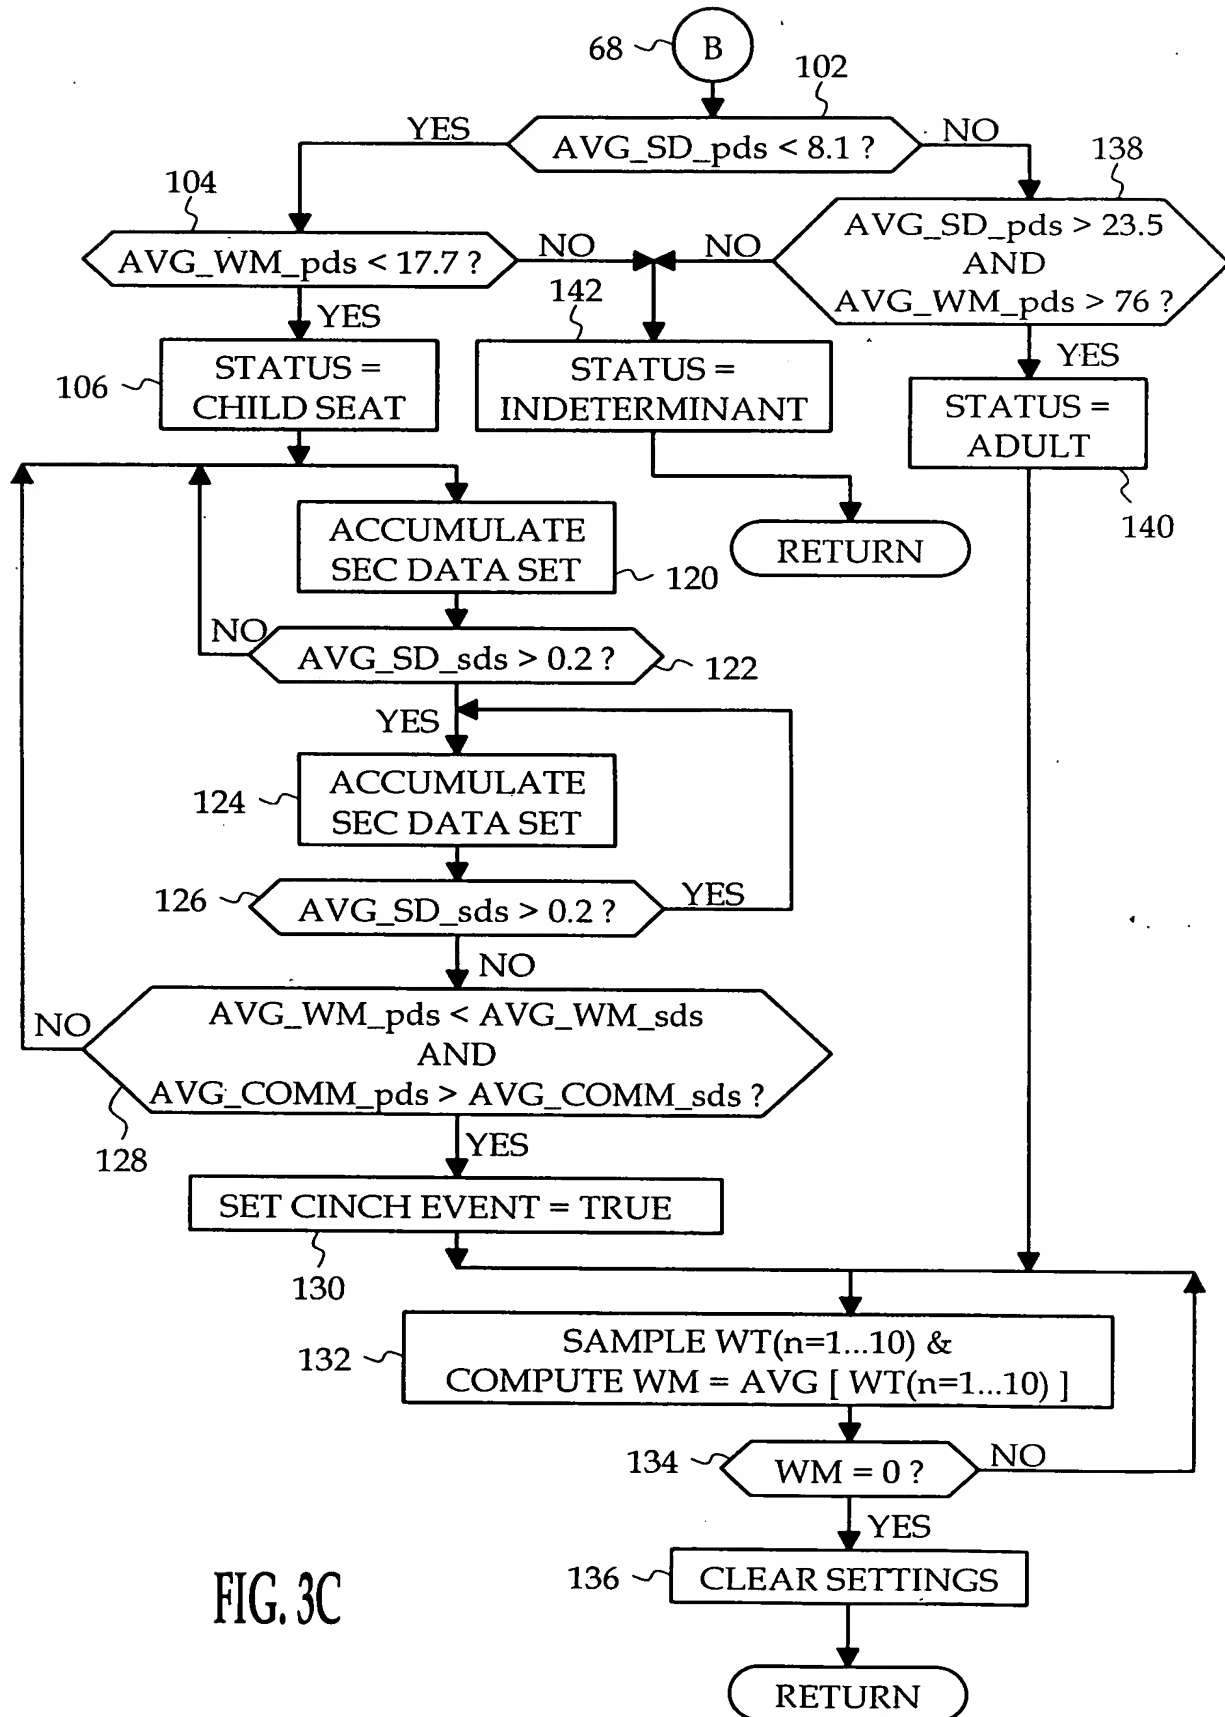 68
B
102
YES
AVG_SD_pds < 8.1 ?
NO
138
104
AVG_WM_pds < 17.7 ?
NO
NO
AVG_SD_pds > 23.5
AND
AVG_WM_pds > 76 ?
142
YES
YES
106
STATUS =
CHILD SEAT
STATUS =
INDETERMINANT
STATUS =
ADULT
140
RETURN
ACCUMULATE
SEC DATA SET
120
NO
AVG_SD_sds > 0.2 ?
122
YES
124
ACCUMULATE
SEC DATA SET
126
AVG_SD_sds > 0.2 ?
YES
NO
NO
AVG_WM_pds < AVG_WM_sds
AND
AVG_COMM_pds > AVG_COMM_sds ?
128
YES
SET CINCH EVENT = TRUE
130
132
SAMPLE WT(n=1...10) &
COMPUTE WM = AVG [ WT(n=1...10) ]
134
WM = 0 ?
NO
YES
136
CLEAR SETTINGS
RETURN
FIG. 3C